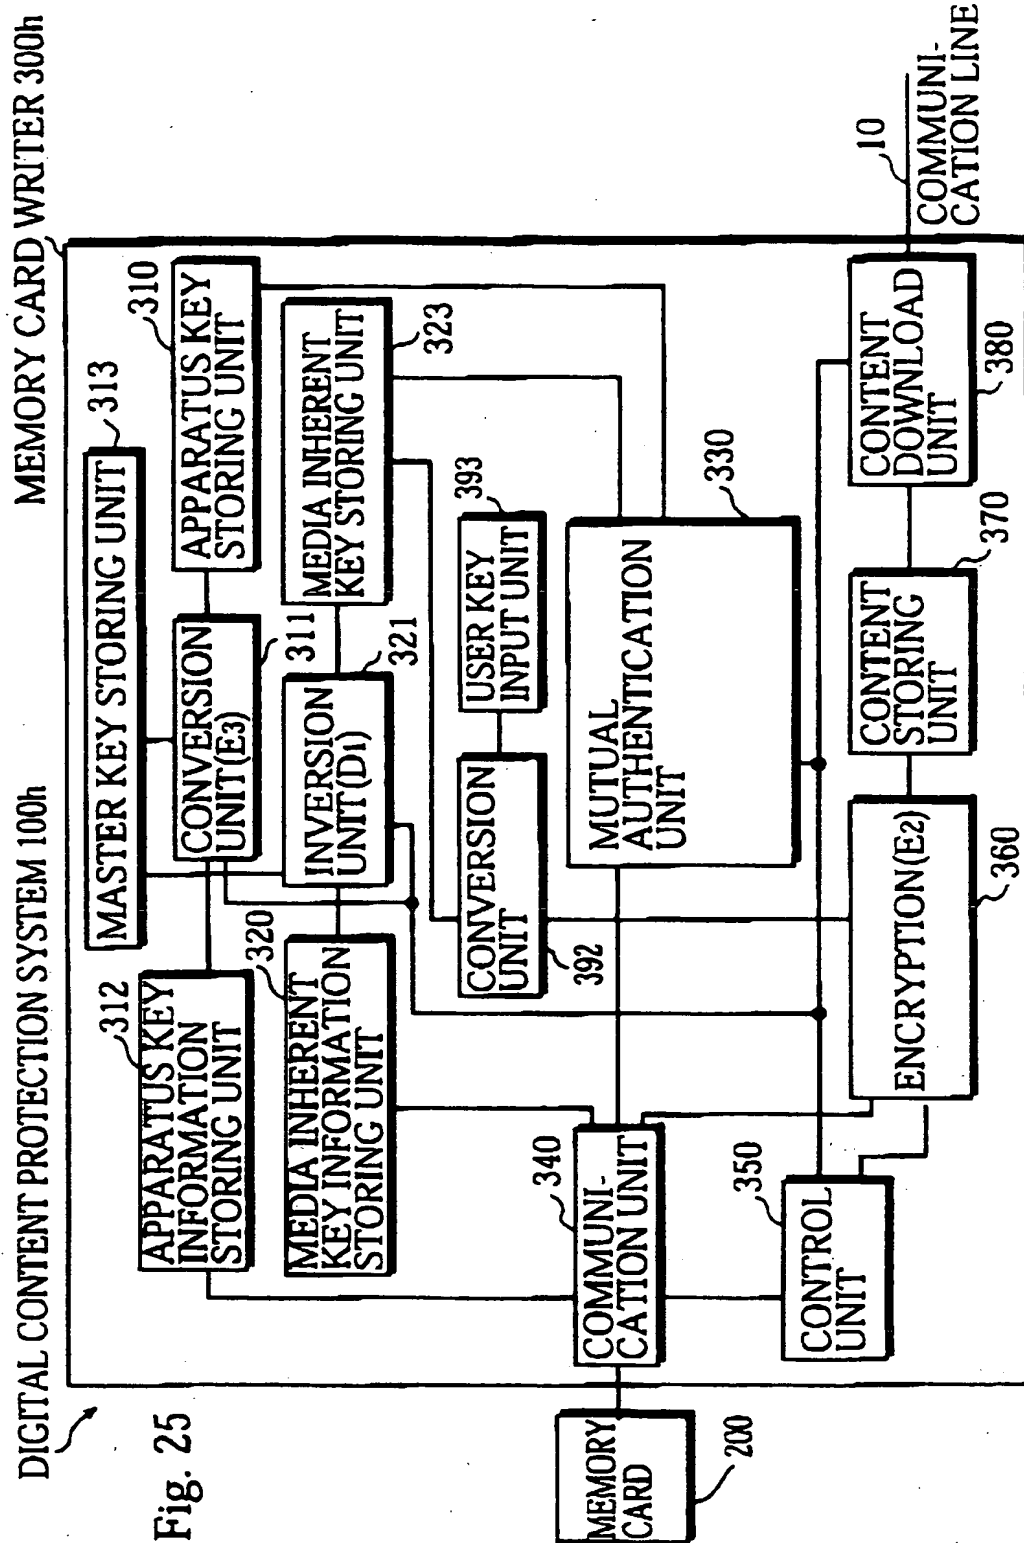 DIGITAL CONTENT PROTECTION SYSTEM 100h
MEMORY CARD WRITER 300h
Fig. 25
MASTER KEY STORING UNIT
313
APPARATUS KEY
INFORMATION
STORING UNIT
312
CONVERSION
UNIT(E3)
311
APPARATUS KEY
STORING UNIT
310
MEDIA INHERENT
KEY INFORMATION
STORING UNIT
320
INVERSION
UNIT(D1)
321
MEDIA INHERENT
KEY STORING UNIT
323
CONVERSION
UNIT
392
USER KEY
INPUT UNIT
393
MEMORY
CARD
200
COMMUNI-
CATION UNIT
340
MUTUAL
AUTHENTICATION
UNIT
330
CONTROL
UNIT
350
ENCRYPTION(E2)
360
CONTENT
STORING
UNIT
370
CONTENT
DOWNLOAD
UNIT
380
10
COMMUNI-
CATION LINE